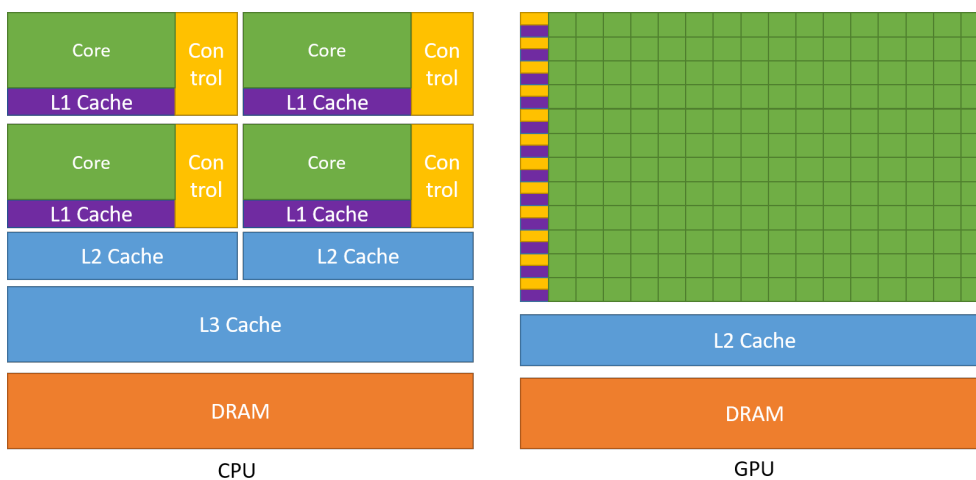 Core
Con
trol
Core
Con
trol
L1 Cache
L1 Cache
Core
Con
trol
Core
Con
trol
L1 Cache
L1 Cache
L2 Cache
L2 Cache
L3 Cache
DRAM
CPU
L2 Cache
DRAM
GPU